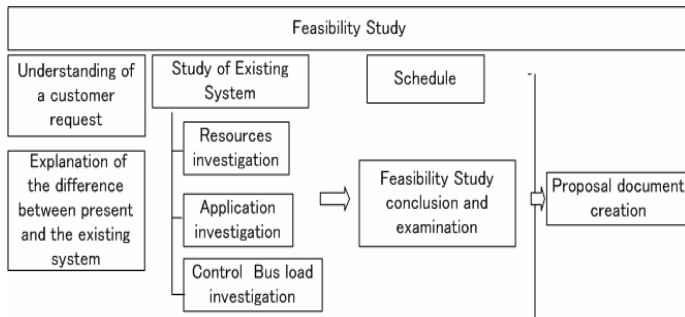 Feasibility Study
Understanding of
a customer
request
Study of Existing
System
Schedule
Resources
investigation
Explanation of
the difference
between present
and the existing
system
Application
investigation
Control Bus load
investigation
Feasibility Study
conclusion and
examination
Proposal document
creation